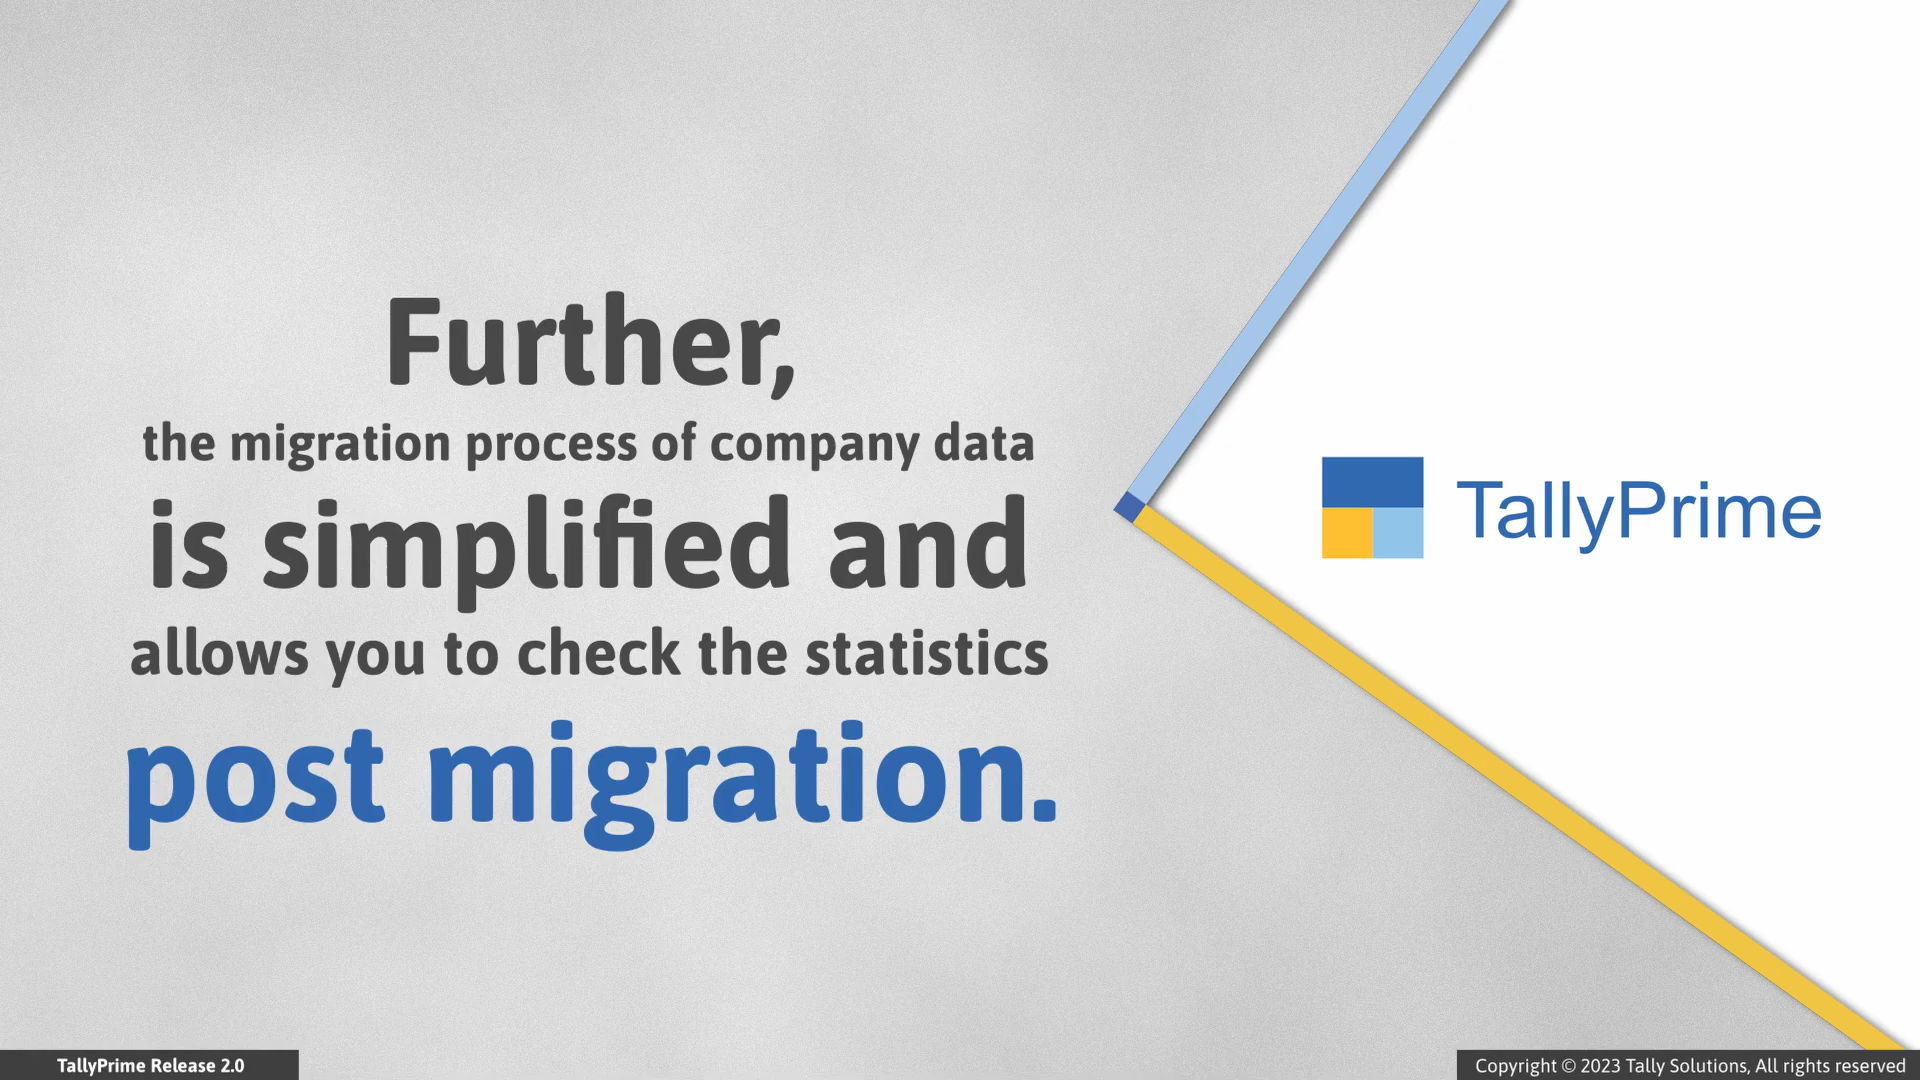 Further,
the migration process of company data
is simplified and
allows you to check the statistics
post migration.
TallyPrime
TallyPrime Release 2.0
Copyright © 2023 Tally Solutions, All rights reserved